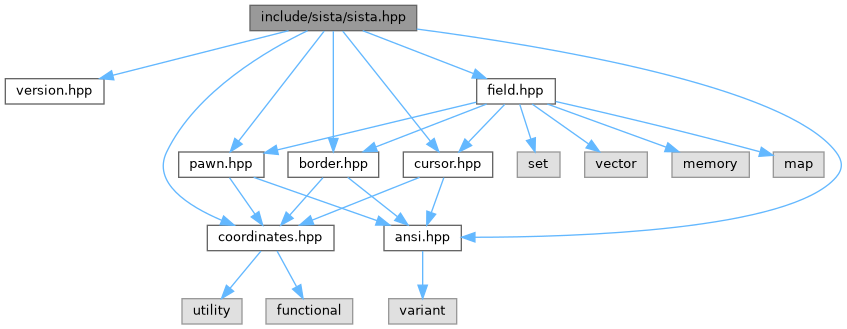 include/sista/sista.hpp
version.hpp
field.hpp
pawn.hpp
border.hpp
cursor.hpp
set
vector
memory
map
coordinates.hpp
ansi.hpp
utility
functional
variant